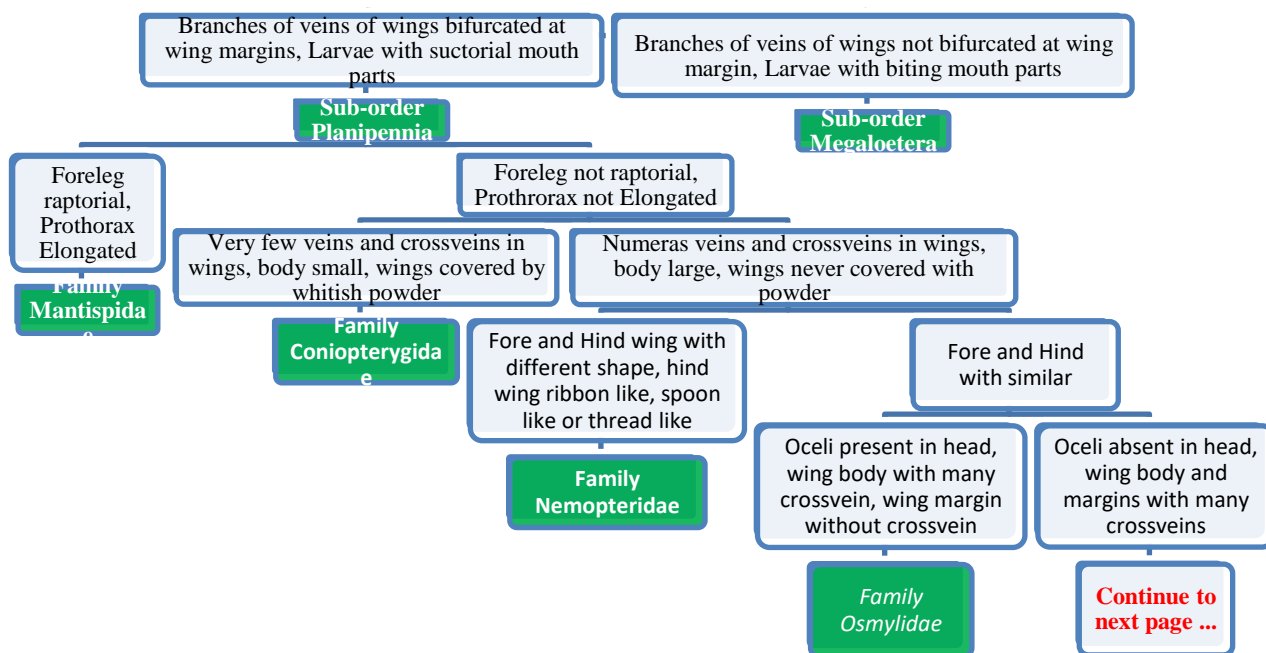 Branches of veins of wings bifurcated at
wing margins, Larvae with suctorial mouth
parts
Branches of veins of wings not bifurcated at
wing margin, Larvae with biting mouth parts
Sub-order
Planipennia
Sub-order
Megaloetera
Foreleg
raptorial,
Prothorax
Elongated
Foreleg not raptorial,
Prothrorax not Elongated
Family
Mantispida
e
Very few veins and crossveins in
wings, body small, wings covered by
whitish powder
Numeras veins and crossveins in wings,
body large, wings never covered with
powder
Family
Coniopterygida
e
Fore and Hind wing with
different shape, hind
wing ribbon like, spoon
like or thread like
Fore and Hind
with similar
Family
Nemopteridae
Oceli present in head,
wing body with many
crossvein, wing margin
without crossvein
Oceli absent in head,
wing body and
margins with many
crossveins
Family
Osmylidae
Continue to
next page ...